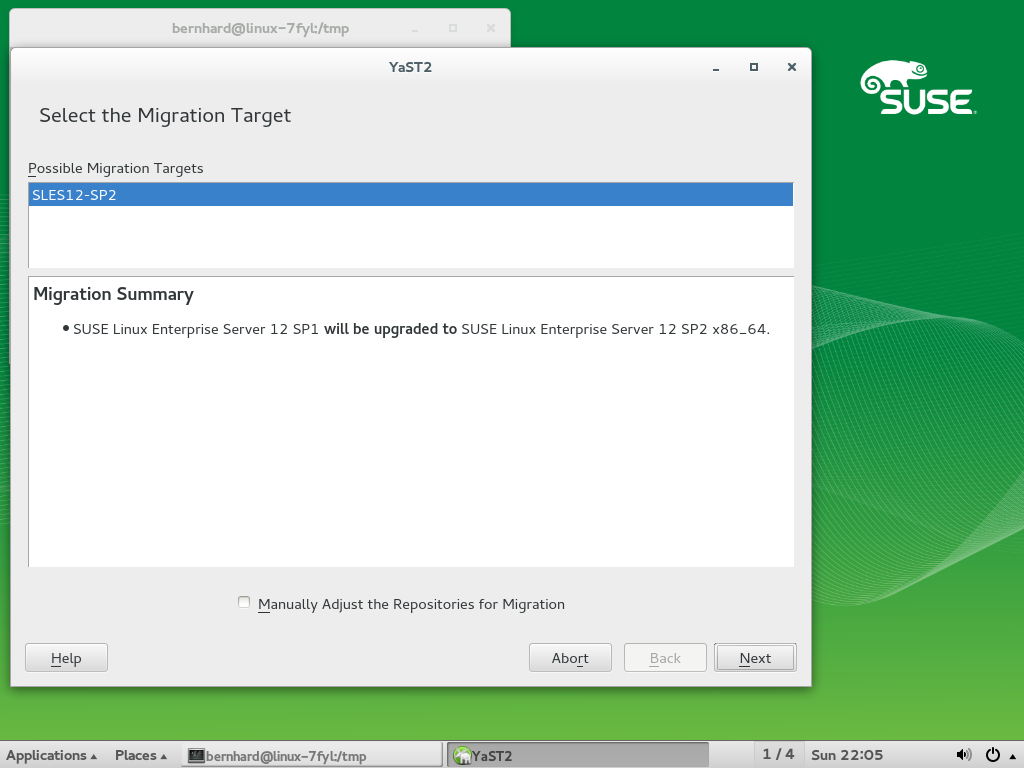 bernhard@linux-7fyl:/tmp
YaST2
SUSE
Select the Migration Target
Possible Migration Targets
SLES12-SP2
Migration Summary
• SUSE Linux Enterprise Server 12 SP1 will be upgraded to SUSE Linux Enterprise Server 12 SP2 x86_64.
Manually Adjust the Repositories for Migration
Help Abort Back Next
Applications Places bernhard@linux-7fyl:/tmp YaST2 1 / 4 Sun 22:05